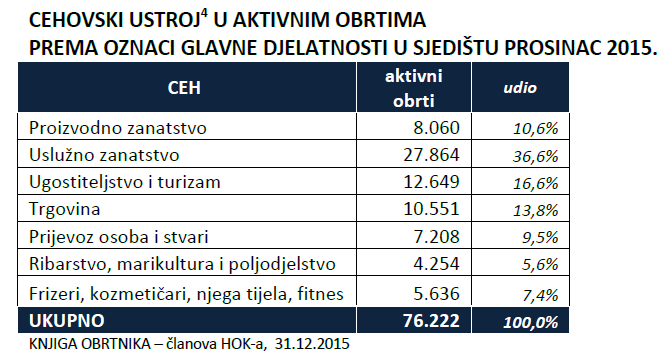 CEHOVSKI USTROJ4 U AKTIVNIM OBRTIMA
PREMA OZNACI GLAVNE DJELATNOSTI U SJEDIŠTU PROSINAC 2015.
CEH aktivni obrti udio
Proizvodno zanatstvo 8.060 10,6%
Uslužno zanatstvo 27.864 36,6%
Ugostiteljstvo i turizam 12.649 16,6%
Trgovina 10.551 13,8%
Prijevoz osoba i stvari 7.208 9,5%
Ribarstvo, marikultura i poljodjelstvo 4.254 5,6%
Frizeri, kozmetičari, njega tijela, fitnes 5.636 7,4%
UKUPNO 76.222 100,0%
KNJIGA OBRTNIKA – članova HOK-a, 31.12.2015